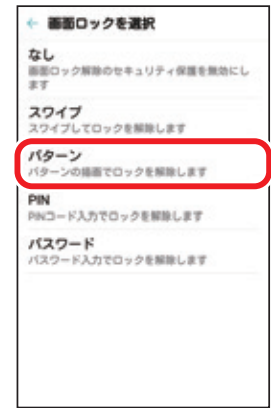 ← 画面ロックを選択
なし
画面ロック解除のセキュリティ保護を無効にし
ます
スワイプ
スワイプしてロックを解除します
パターン
パターンの描画でロックを解除します
PIN
PINコード入力でロックを解除します
パスワード
パスワード入力でロックを解除します